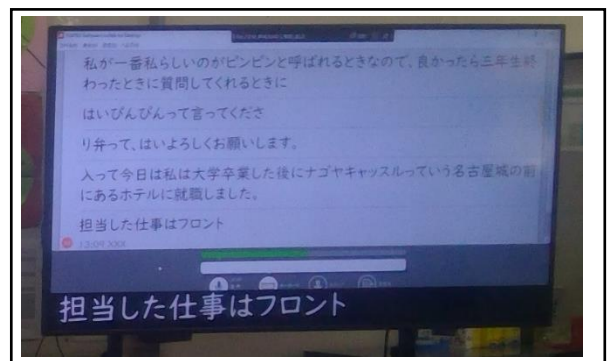 私が一番私らしいのがピンピンと呼ばれるときなので、良かったら三年生終
わったときに質問してくれるときに
はいぴんぴんって言ってくださ
り弁って、はいよろしくお願いします。
入って今日は私は大学卒業した後にナゴヤキャッスルっていう名古屋城の前
にあるホテルに就職しました。
担当した仕事はフロント
担当した仕事はフロント